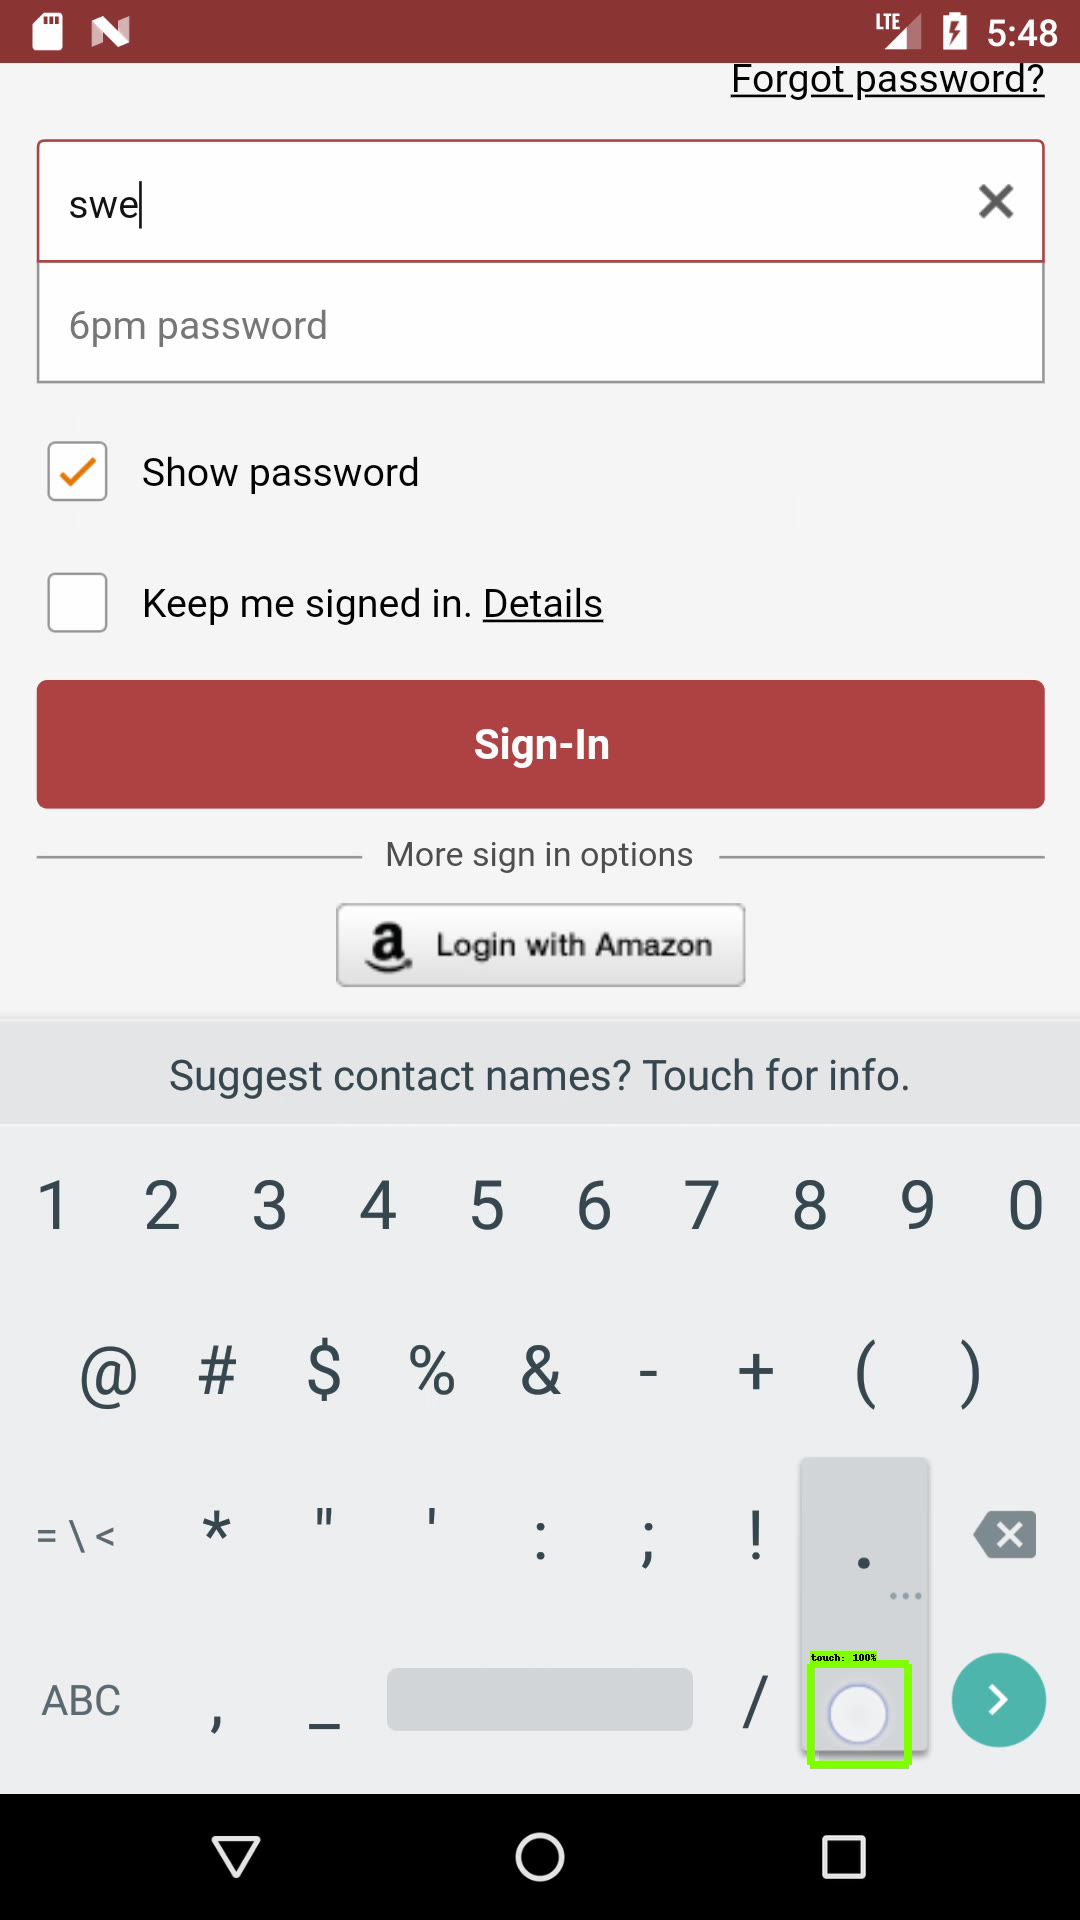 LTE 5:48
Forgot password?
swe
6pm password
Show password
Keep me signed in. Details
Sign-In
More sign in options
a Login with Amazon
Suggest contact names? Touch for info.
1 2 3 4 5 6 7 8 9 0
@ # $ % & - + ( )
= \ < * " ' : ; ! . ...
touch: 100%
ABC , _ /